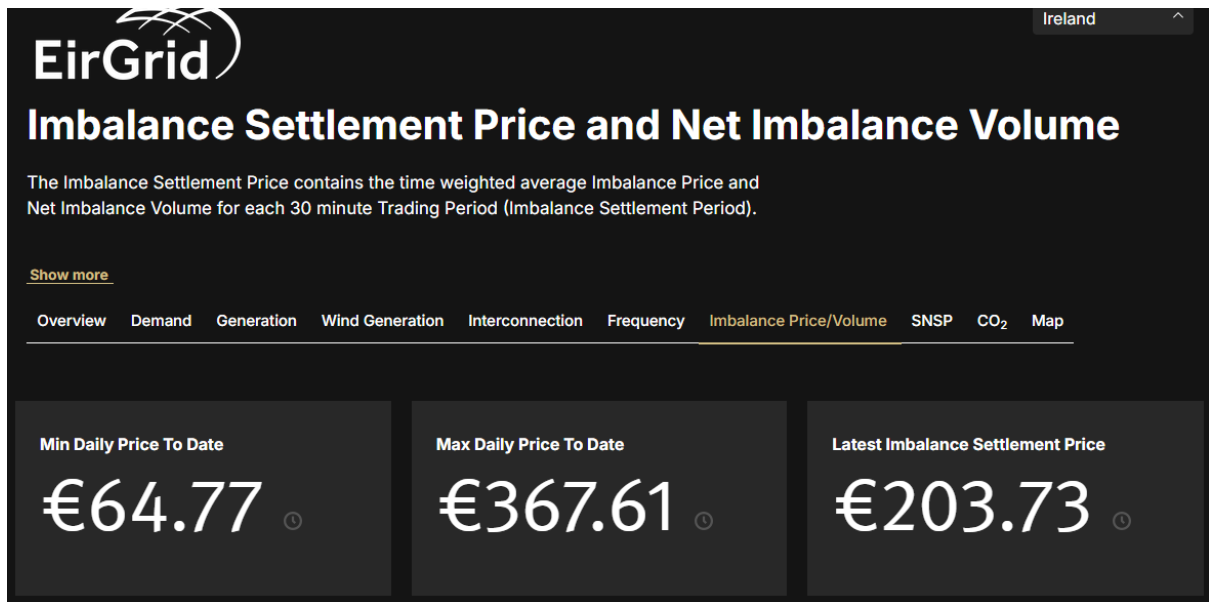 Ireland
EirGrid
Imbalance Settlement Price and Net Imbalance Volume
The Imbalance Settlement Price contains the time weighted average Imbalance Price and
Net Imbalance Volume for each 30 minute Trading Period (Imbalance Settlement Period).
Show more
Overview Demand Generation Wind Generation Interconnection Frequency Imbalance Price/Volume SNSP CO₂ Map
Min Daily Price To Date
€64.77
Max Daily Price To Date
€367.61
Latest Imbalance Settlement Price
€203.73